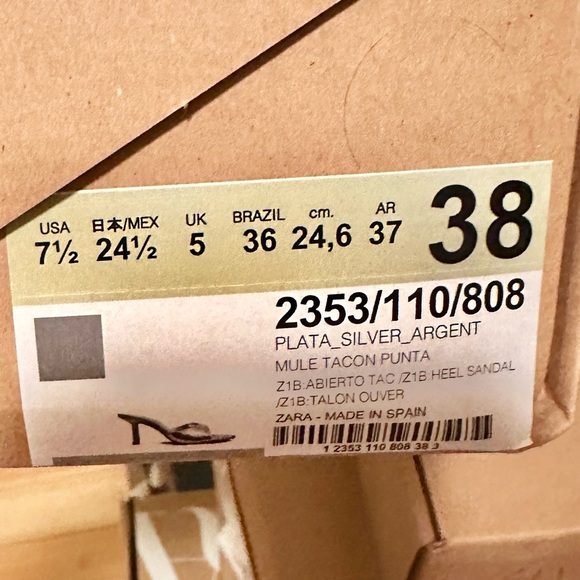 USA 日本/MEX UK BRAZIL cm. AR
7½ 24½ 5 36 24,6 37 38
2353/110/808
PLATA_SILVER_ARGENT
MULE TACON PUNTA
Z1B:ABIERTO TAC /Z1B:HEEL SANDAL
/Z1B:TALON OUVER
ZARA - MADE IN SPAIN
1 2353 110 808 38 3